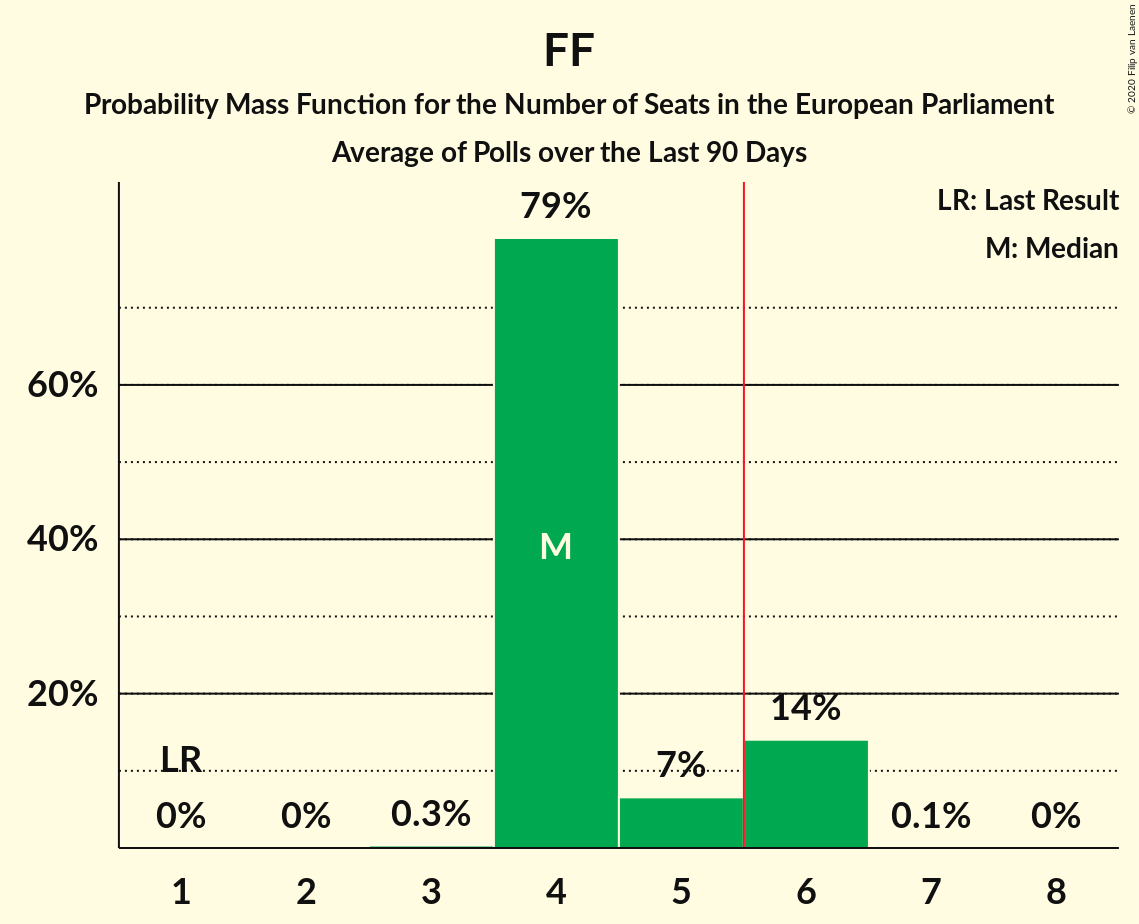 FF
Probability Mass Function for the Number of Seats in the European Parliament
Average of Polls over the Last 90 Days
© 2020 Filip van Laenen
LR: Last Result
M: Median
79%
60%
40%
20%
M
LR
0%
0%
0.3%
7%
14%
0.1%
0%
1 2 3 4 5 6 7 8